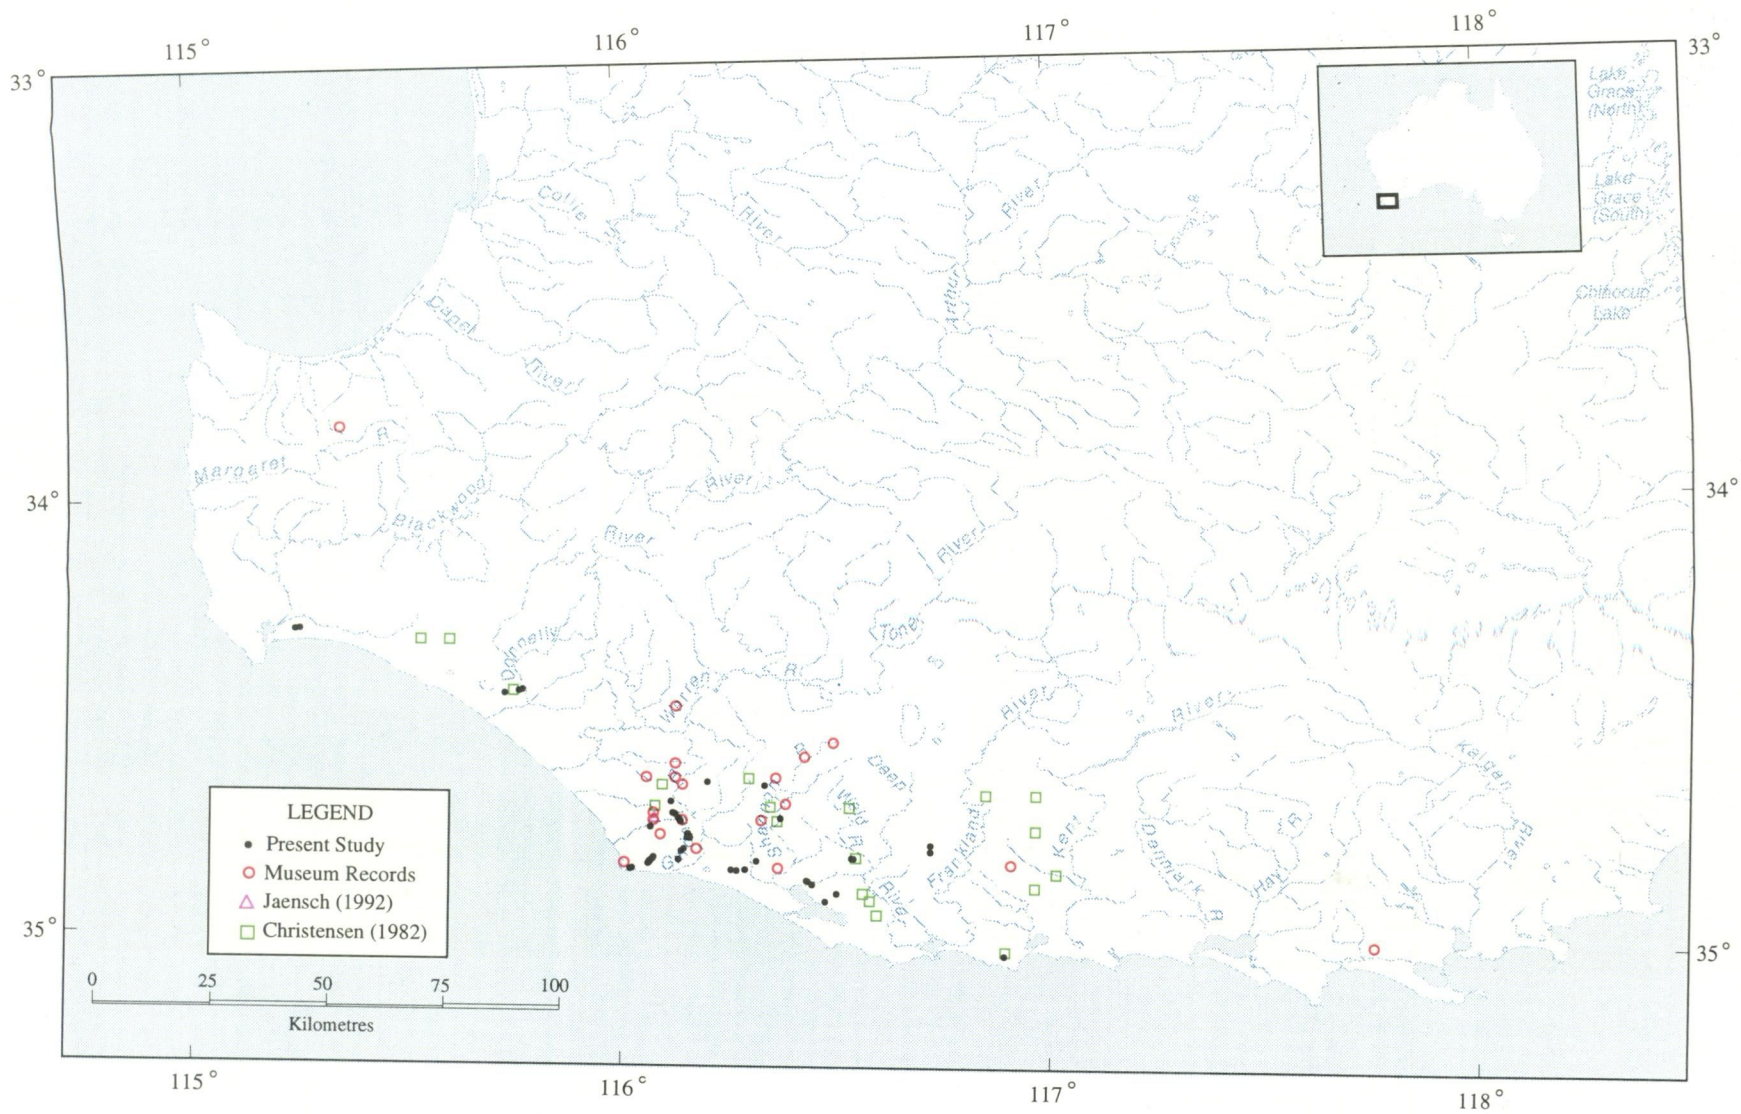 115°
116°
117°
118°
33°
33°
Lake
Grace
(North)
Lake
Grace
(South)
Collie
River
River
Arthur
Chinocup
Lake
Capel
River
R
Margaret
Blackwood
River
34°
34°
River
River
Tone
Donnelly
R
Warren
River
River
R
Deep
Kalgan
Shannon
Weld R
Frankland
Kent
Denmark
R
Hay
River
G
River
R
35°
35°
LEGEND
Present Study
Museum Records
Jaensch (1992)
Christensen (1982)
0 25 50 75 100
Kilometres
115°
116°
117°
118°